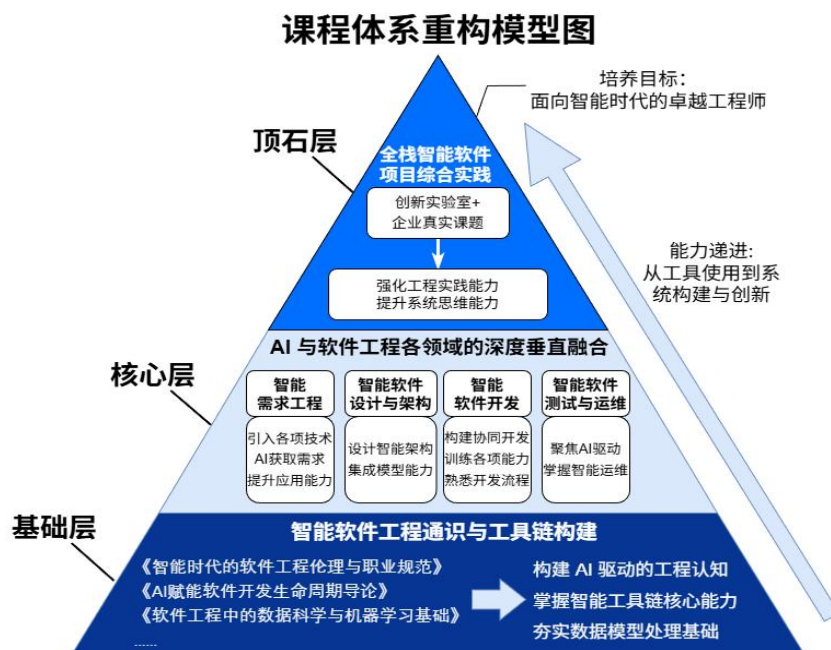 课程体系重构模型图
培养目标:
面向智能时代的卓越工程师
顶石层
全栈智能软件
项目综合实践
创新实验室+
企业真实课题
强化工程实践能力
提升系统思维能力
能力递进:
从工具使用到系
统构建与创新
核心层
AI 与软件工程各领域的深度垂直融合
智能
需求工程
引入各项技术
AI获取需求
提升应用能力
智能软件
设计与架构
设计智能架构
集成模型能力
智能
软件开发
构建协同开发
训练各项能力
熟悉开发流程
智能软件
测试与运维
聚焦AI驱动
掌握智能运维
基础层
智能软件工程通识与工具链构建
《智能时代的软件工程伦理与职业规范》
《AI赋能软件开发生命周期导论》
《软件工程中的数据科学与机器学习基础》
......
构建 AI 驱动的工程认知
掌握智能工具链核心能力
夯实数据模型处理基础